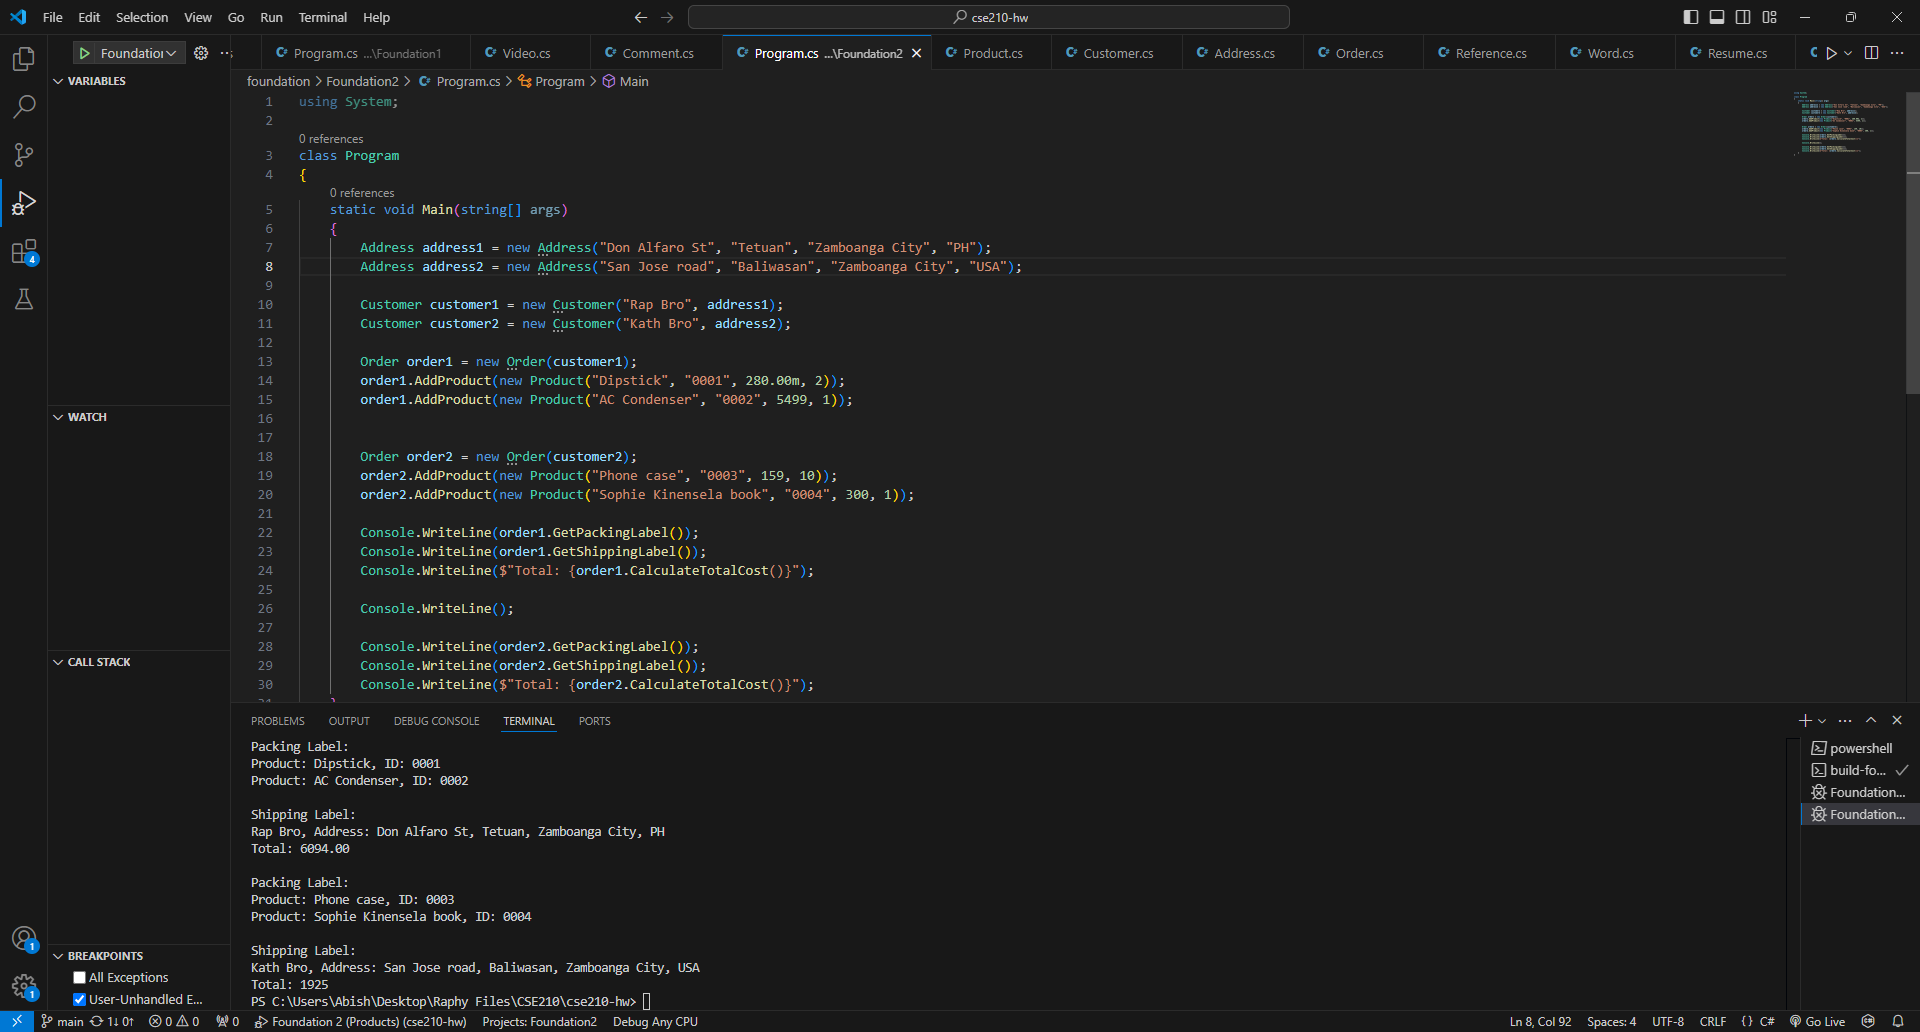 File Edit Selection View Go Run Terminal Help
cse210-hw
Foundation
Program.cs ...\Foundation1
Video.cs
Comment.cs
Program.cs ...\Foundation2
Product.cs
Customer.cs
Address.cs
Order.cs
Reference.cs
Word.cs
Resume.cs
foundation > Foundation2 > Program.cs > Program > Main
VARIABLES
WATCH
CALL STACK
BREAKPOINTS
All Exceptions
User-Unhandled E...
4
1
1
1 using System;
2
0 references
3 class Program
4 {
0 references
5 static void Main(string[] args)
6 {
7 Address address1 = new Address("Don Alfaro St", "Tetuan", "Zamboanga City", "PH");
8 Address address2 = new Address("San Jose road", "Baliwasan", "Zamboanga City", "USA");
9
10 Customer customer1 = new Customer("Rap Bro", address1);
11 Customer customer2 = new Customer("Kath Bro", address2);
12
13 Order order1 = new Order(customer1);
14 order1.AddProduct(new Product("Dipstick", "0001", 280.00m, 2));
15 order1.AddProduct(new Product("AC Condenser", "0002", 5499, 1));
16
17
18 Order order2 = new Order(customer2);
19 order2.AddProduct(new Product("Phone case", "0003", 159, 10));
20 order2.AddProduct(new Product("Sophie Kinensela book", "0004", 300, 1));
21
22 Console.WriteLine(order1.GetPackingLabel());
23 Console.WriteLine(order1.GetShippingLabel());
24 Console.WriteLine($"Total: {order1.CalculateTotalCost()}");
25
26 Console.WriteLine();
27
28 Console.WriteLine(order2.GetPackingLabel());
29 Console.WriteLine(order2.GetShippingLabel());
30 Console.WriteLine($"Total: {order2.CalculateTotalCost()}");
PROBLEMS OUTPUT DEBUG CONSOLE TERMINAL PORTS
Packing Label:
Product: Dipstick, ID: 0001
Product: AC Condenser, ID: 0002
Shipping Label:
Rap Bro, Address: Don Alfaro St, Tetuan, Zamboanga City, PH
Total: 6094.00
Packing Label:
Product: Phone case, ID: 0003
Product: Sophie Kinensela book, ID: 0004
Shipping Label:
Kath Bro, Address: San Jose road, Baliwasan, Zamboanga City, USA
Total: 1925
PS C:\Users\Abish\Desktop\Raphy Files\CSE210\cse210-hw>
powershell
build-fo...
Foundation...
Foundation...
main 1↓ 0↑ 0 0 0 Foundation 2 (Products) (cse210-hw) Projects: Foundation2 Debug Any CPU
Ln 8, Col 92 Spaces: 4 UTF-8 CRLF {} C# Go Live